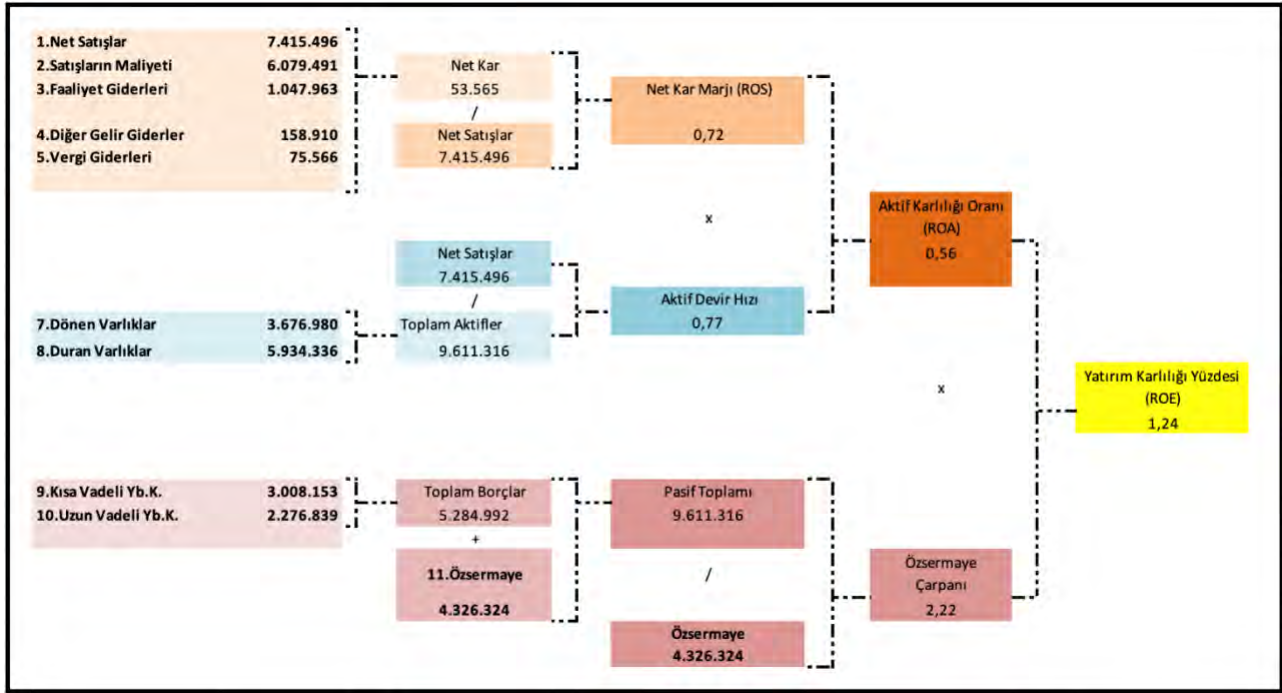 1.Net Satışlar 7.415.496
2.Satışların Maliyeti 6.079.491
3.Faaliyet Giderleri 1.047.963
4.Diğer Gelir Giderler 158.910
5.Vergi Giderleri 75.566
Net Kar
53.565
/
Net Satışlar
7.415.496
Net Kar Marjı (ROS)
0,72
x
Aktif Karlılığı Oranı
(ROA)
0,56
Net Satışlar
7.415.496
/
7.Dönen Varlıklar 3.676.980
8.Duran Varlıklar 5.934.336
Toplam Aktifler
9.611.316
Aktif Devir Hızı
0,77
x
Yatırım Karlılığı Yüzdesi
(ROE)
1,24
9.Kısa Vadeli Yb.K. 3.008.153
10.Uzun Vadeli Yb.K. 2.276.839
Toplam Borçlar
5.284.992
+
11.Özsermaye
4.326.324
Pasif Toplamı
9.611.316
/
Özsermaye
4.326.324
Özsermaye
Çarpanı
2,22